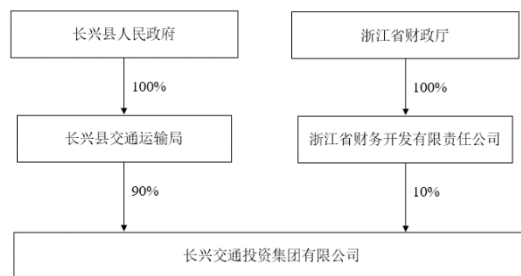 长兴县人民政府
浙江省财政厅
100%
100%
长兴县交通运输局
浙江省财务开发有限责任公司
90%
10%
长兴交通投资集团有限公司